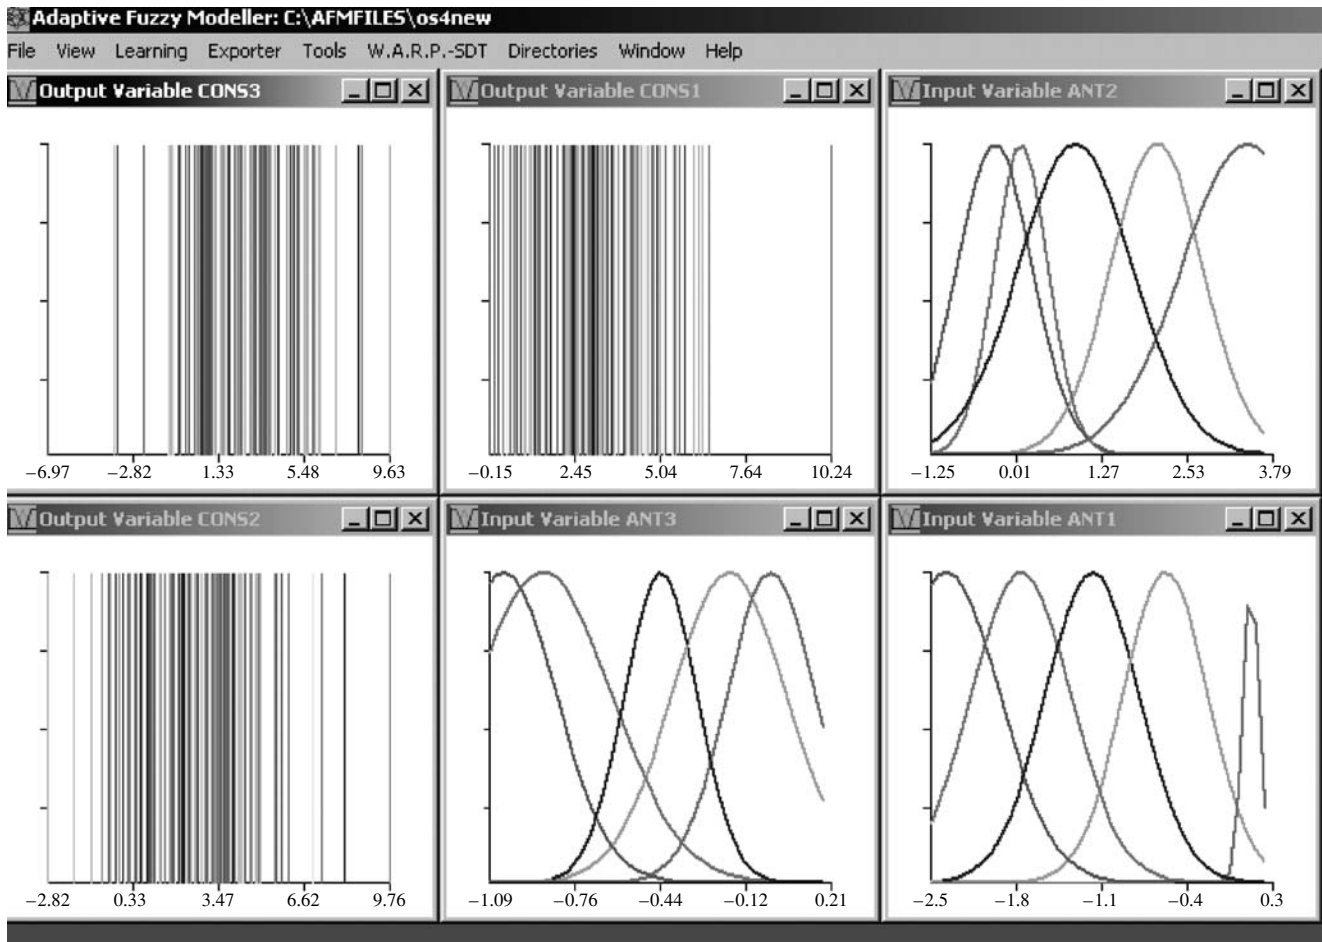 Adaptive Fuzzy Modeller: C:\AFMFILES\os4new
File View Learning Exporter Tools W.A.R.P.-SDT Directories Window Help
Output Variable CONS3
−6.97 −2.82 1.33 5.48 9.63
Output Variable CONS1
−0.15 2.45 5.04 7.64 10.24
Input Variable ANT2
−1.25 0.01 1.27 2.53 3.79
Output Variable CONS2
−2.82 0.33 3.47 6.62 9.76
Input Variable ANT3
−1.09 −0.76 −0.44 −0.12 0.21
Input Variable ANT1
−2.5 −1.8 −1.1 −0.4 0.3